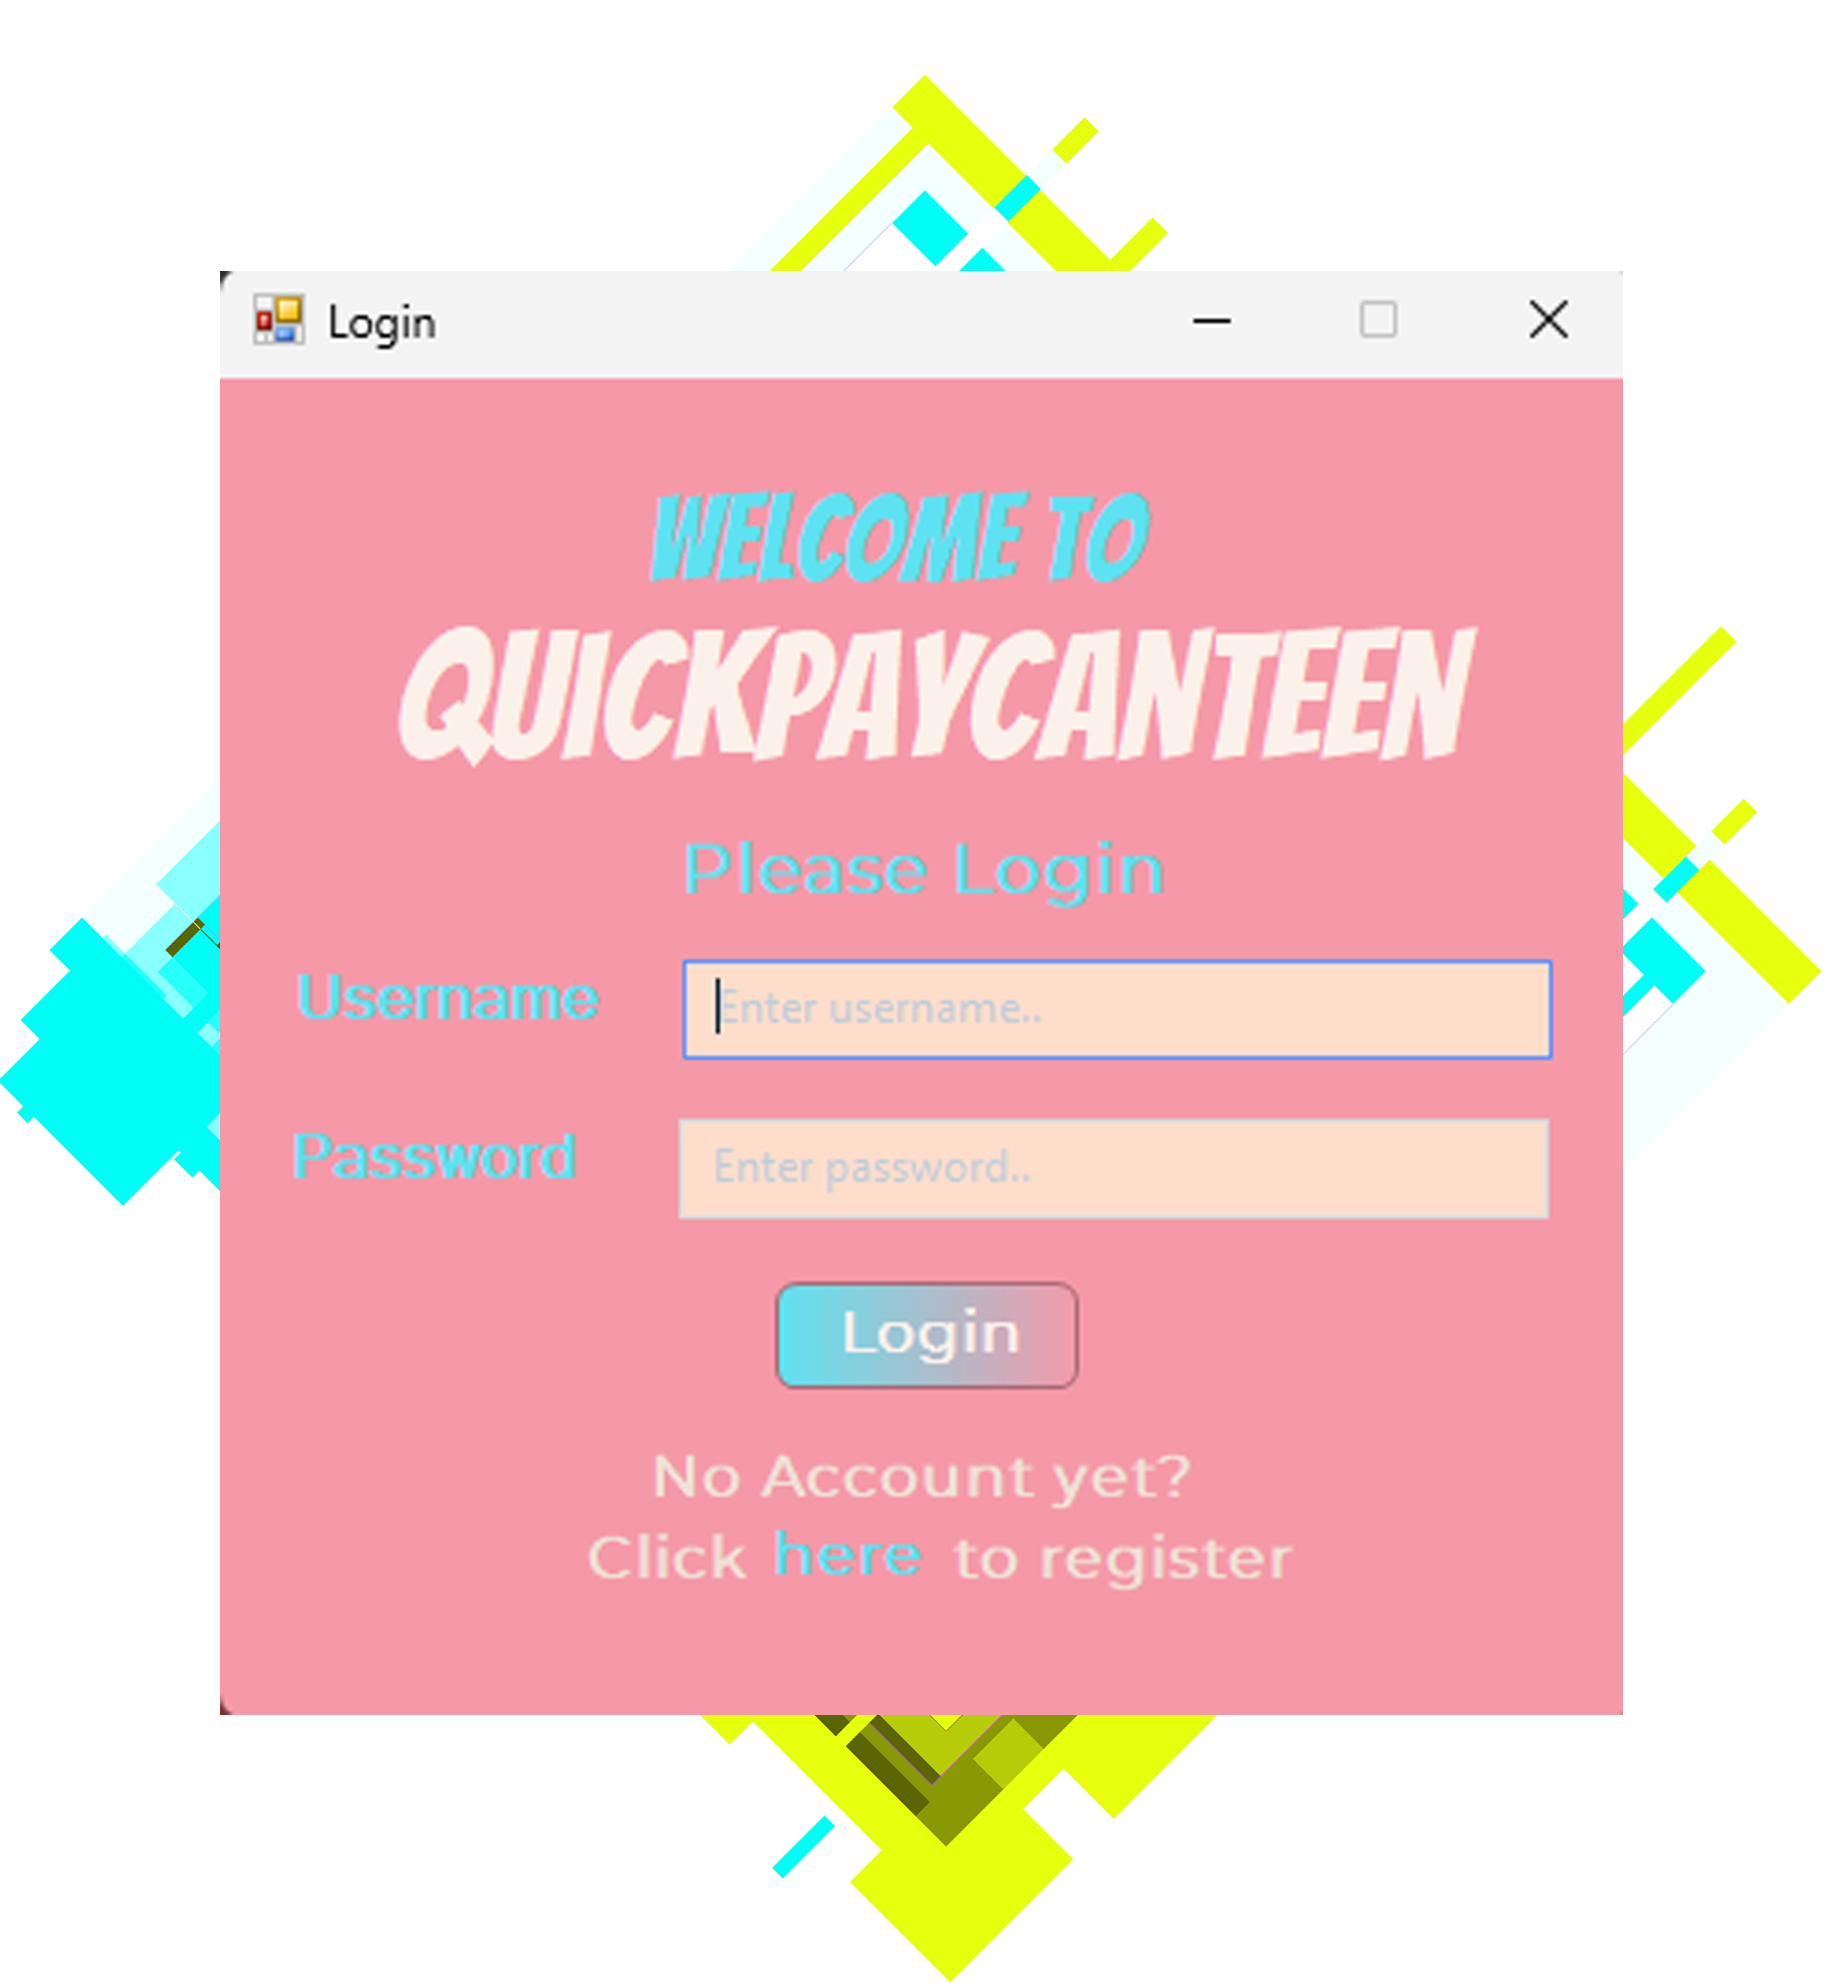 Login
WELCOME TO
QUICKPAYCANTEEN
Please Login
Username
Enter username..
Password
Enter password..
Login
No Account yet?
Click here to register